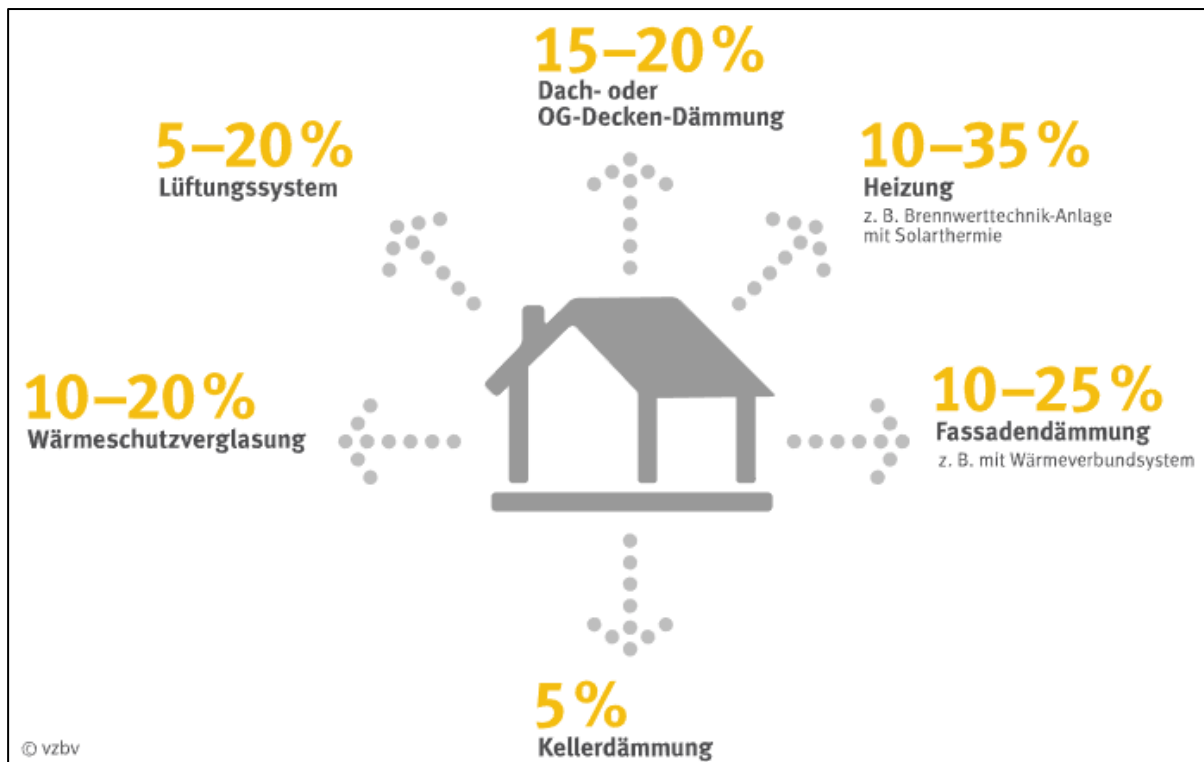 15–20 %
Dach- oder
OG-Decken-Dämmung
5–20 %
Lüftungssystem
10–35 %
Heizung
z. B. Brennwerttechnik-Anlage
mit Solarthermie
10–20 %
Wärmeschutzverglasung
10–25 %
Fassadendämmung
z. B. mit Wärmeverbundsystem
5 %
Kellerdämmung
© vzbv